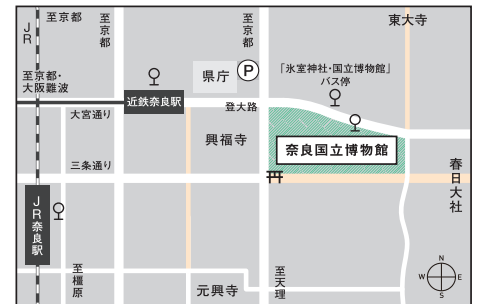 JR
至京都
至京都
至京都
東大寺
県庁
P
「氷室神社・国立博物館」
バス停
至京都・
大阪難波
近鉄奈良駅
登大路
大宮通り
興福寺
奈良国立博物館
三条通り
春日大社
JR奈良駅
至橿原
元興寺
至天理
N
W
E
S